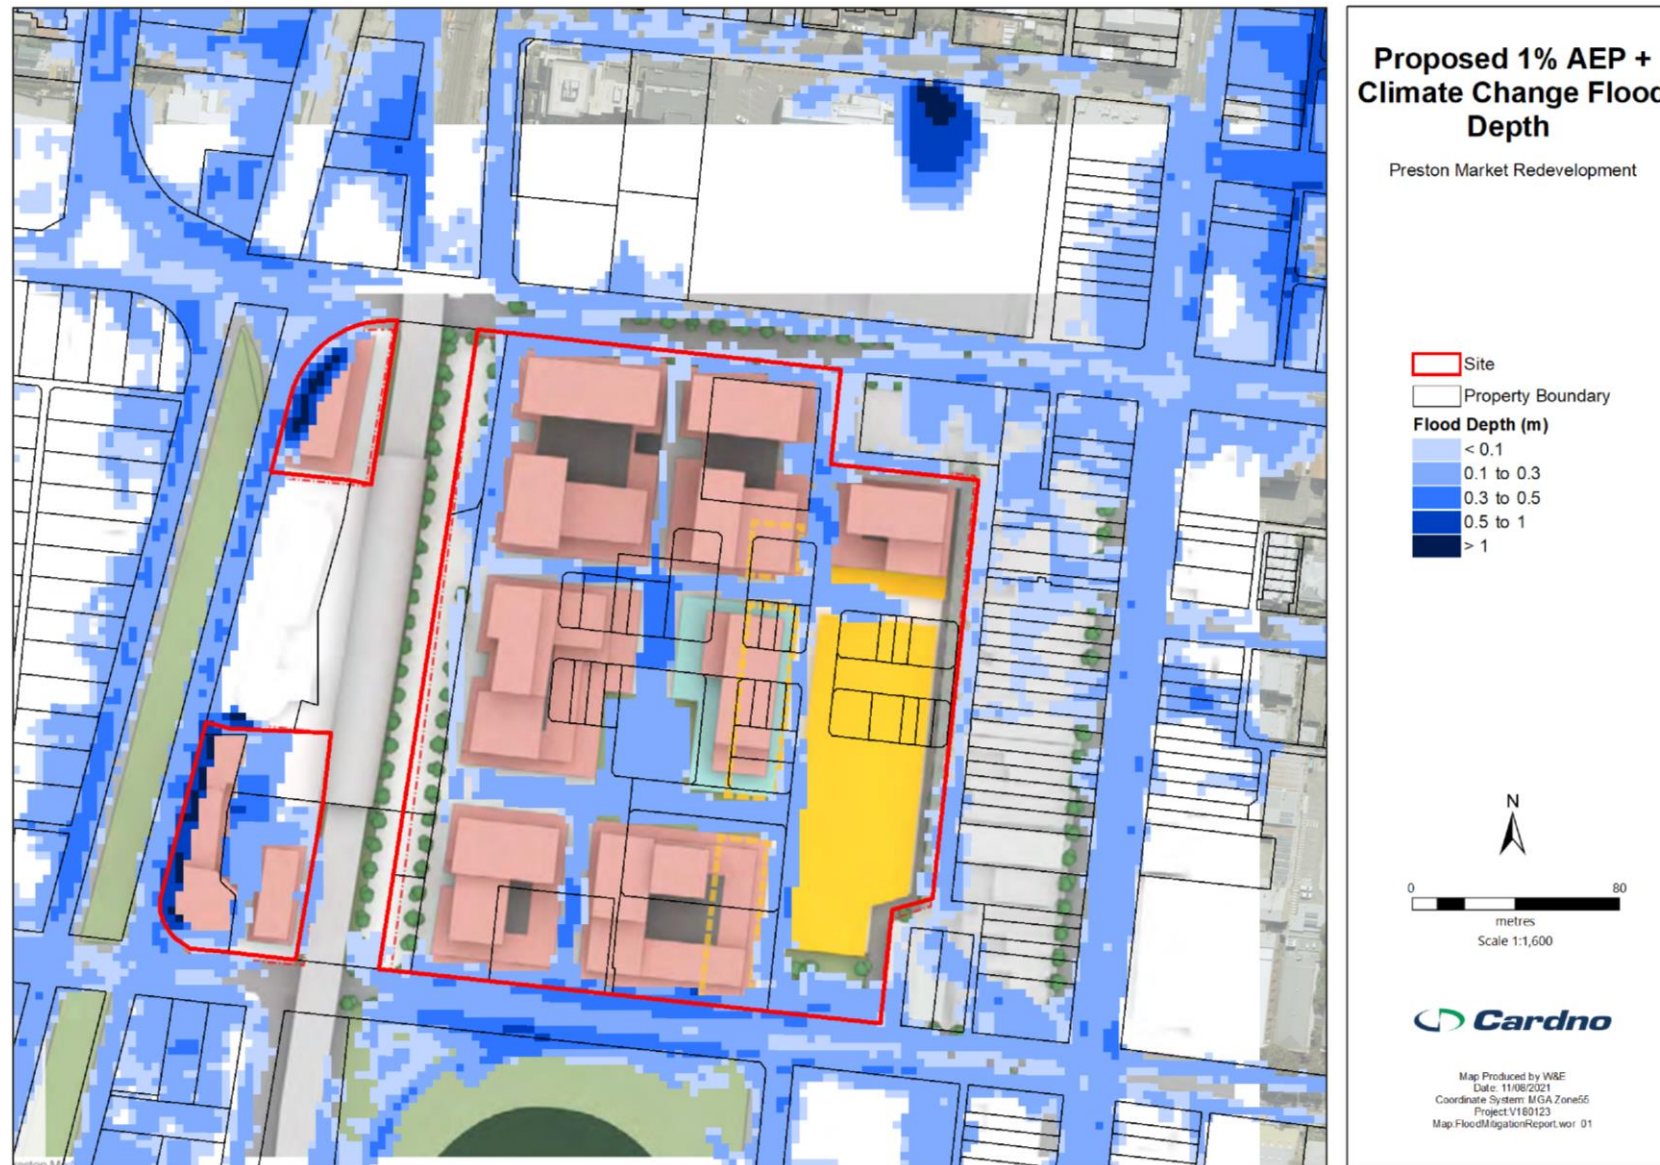 Proposed 1% AEP +
Climate Change Flood
Depth
Preston Market Redevelopment
Site
Property Boundary
Flood Depth (m)
< 0.1
0.1 to 0.3
0.3 to 0.5
0.5 to 1
> 1
N
0 80
metres
Scale 1:1,600
Cardno
Map Produced by W&E
Date: 11/08/2021
Coordinate System: MGA Zone55
Project:V180123
Map:FloodMitigationReport.wor 01